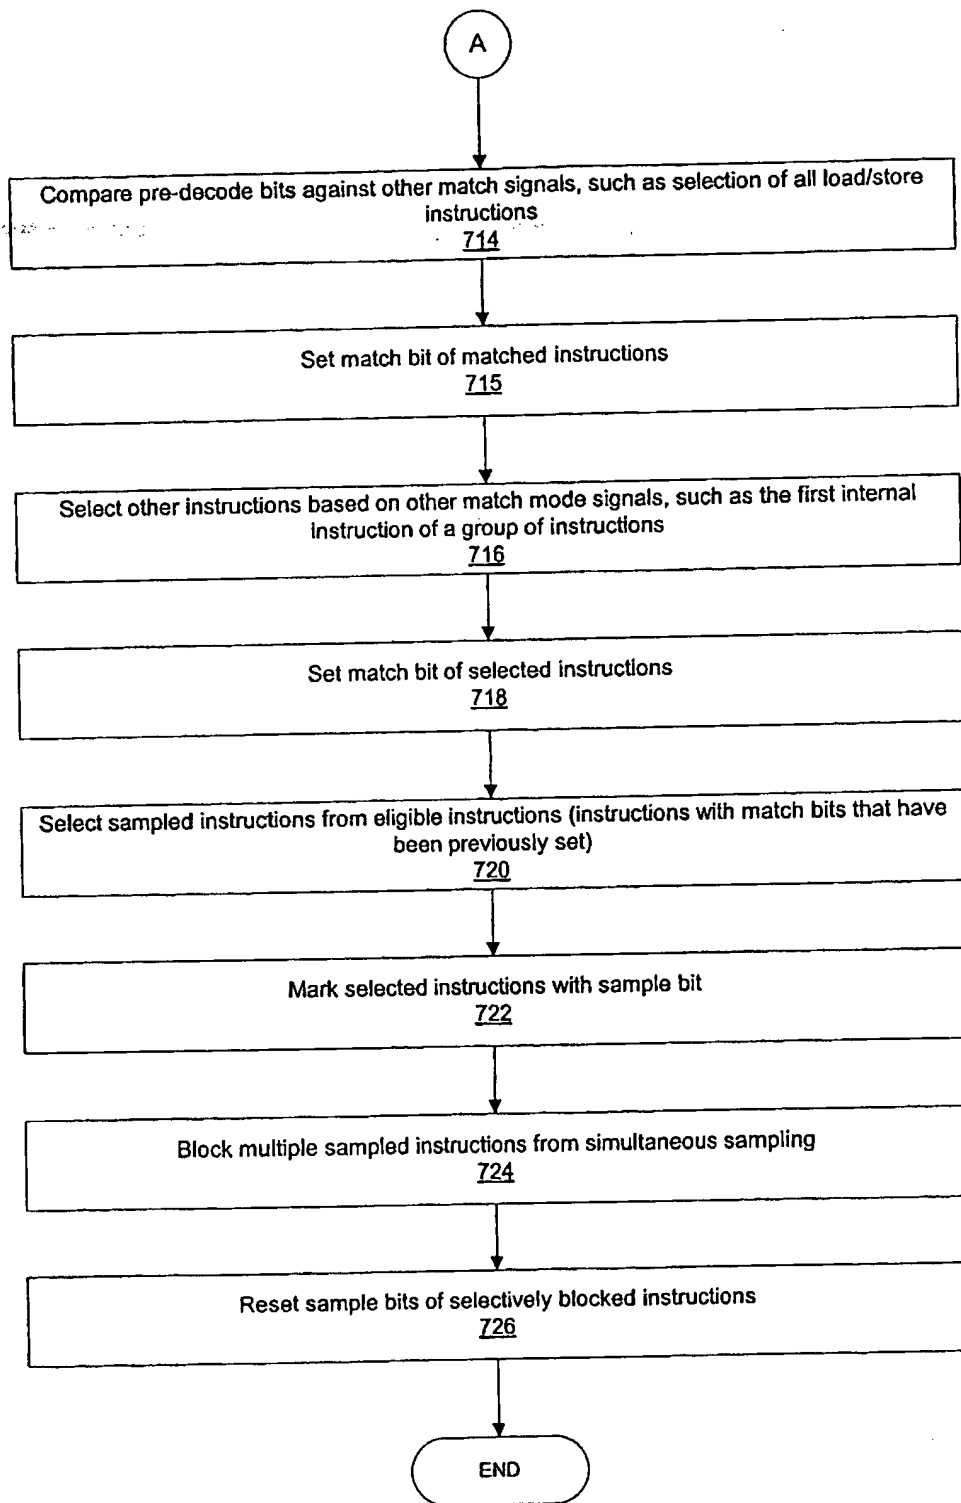 A
Compare pre-decode bits against other match signals, such as selection of all load/store
instructions
714
Set match bit of matched instructions
715
Select other instructions based on other match mode signals, such as the first internal
instruction of a group of instructions
716
Set match bit of selected instructions
718
Select sampled instructions from eligible instructions (instructions with match bits that have
been previously set)
720
Mark selected instructions with sample bit
722
Block multiple sampled instructions from simultaneous sampling
724
Reset sample bits of selectively blocked instructions
726
END